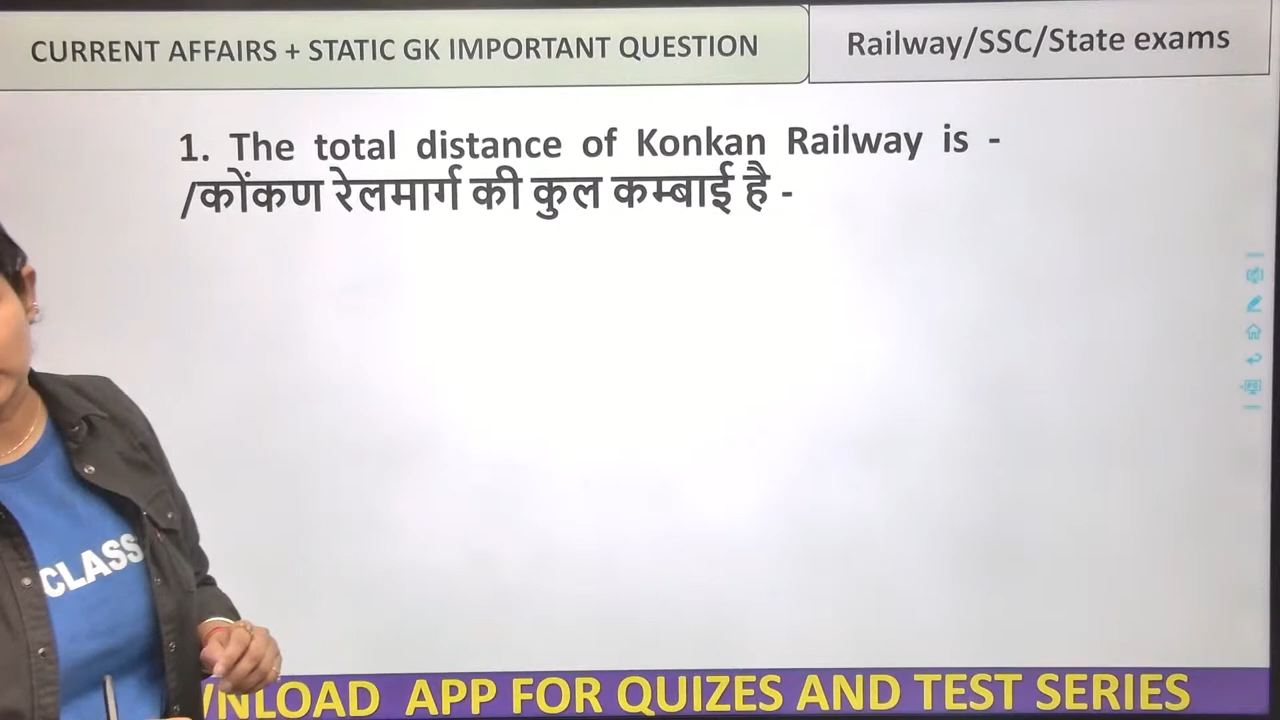 CURRENT AFFAIRS + STATIC GK IMPORTANT QUESTION
Railway/SSC/State exams
1. The total distance of Konkan Railway is -
/कोंकण रेलमार्ग की कुल कम्बाई है -
CLASS
NLOAD APP FOR QUIZES AND TEST SERIES